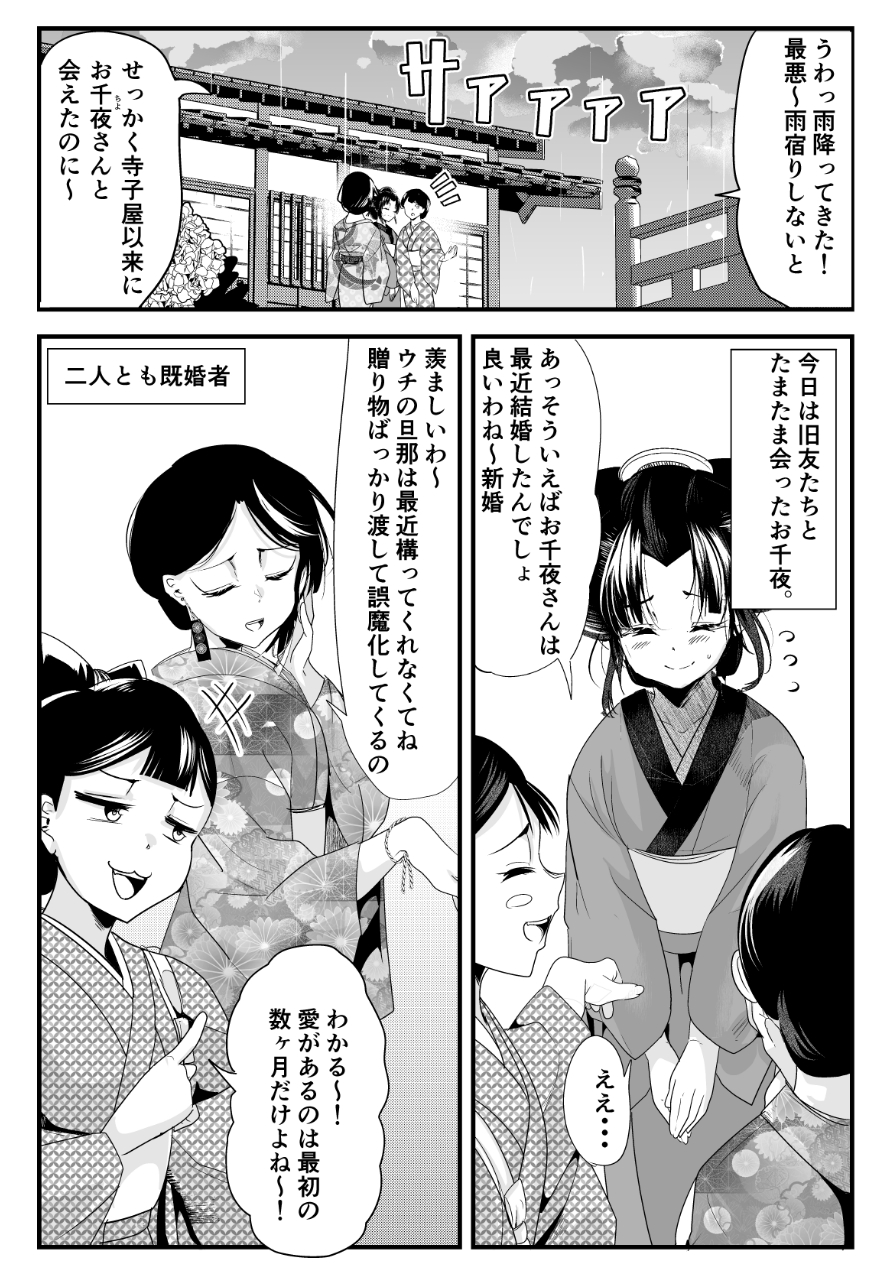 うわっ雨降ってきた！
最悪～雨宿りしないと
サァァァァ
せっかく寺子屋以来に
お千夜さんと
ちよ
会えたのに～
今日は旧友たちと
たまたま会ったお千夜。
あっそういえばお千夜さんは
最近結婚したんでしょ
良いわね～新婚
ええ・・・
羨ましいわ～
ウチの旦那は最近構ってくれなくてね
贈り物ばっかり渡して誤魔化してくるの
二人とも既婚者
わかる～！
愛があるのは最初の
数ヶ月だけよね～！